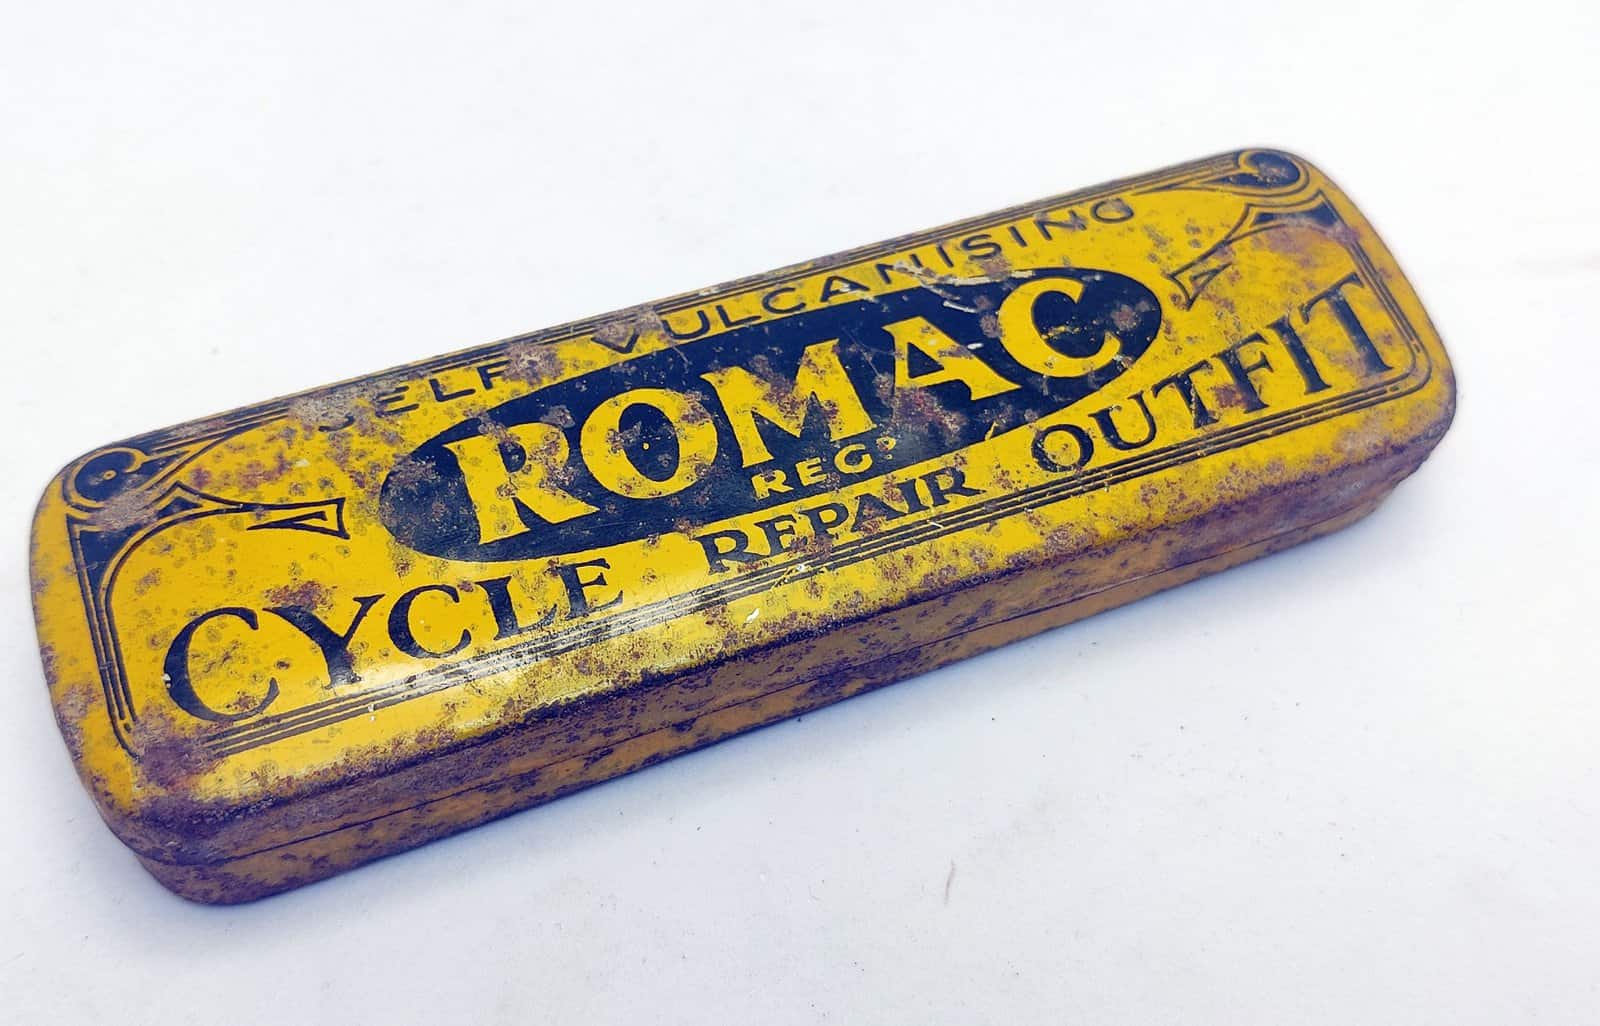 SELF VULCANISING
ROMAC
REGD
CYCLE REPAIR OUTFIT